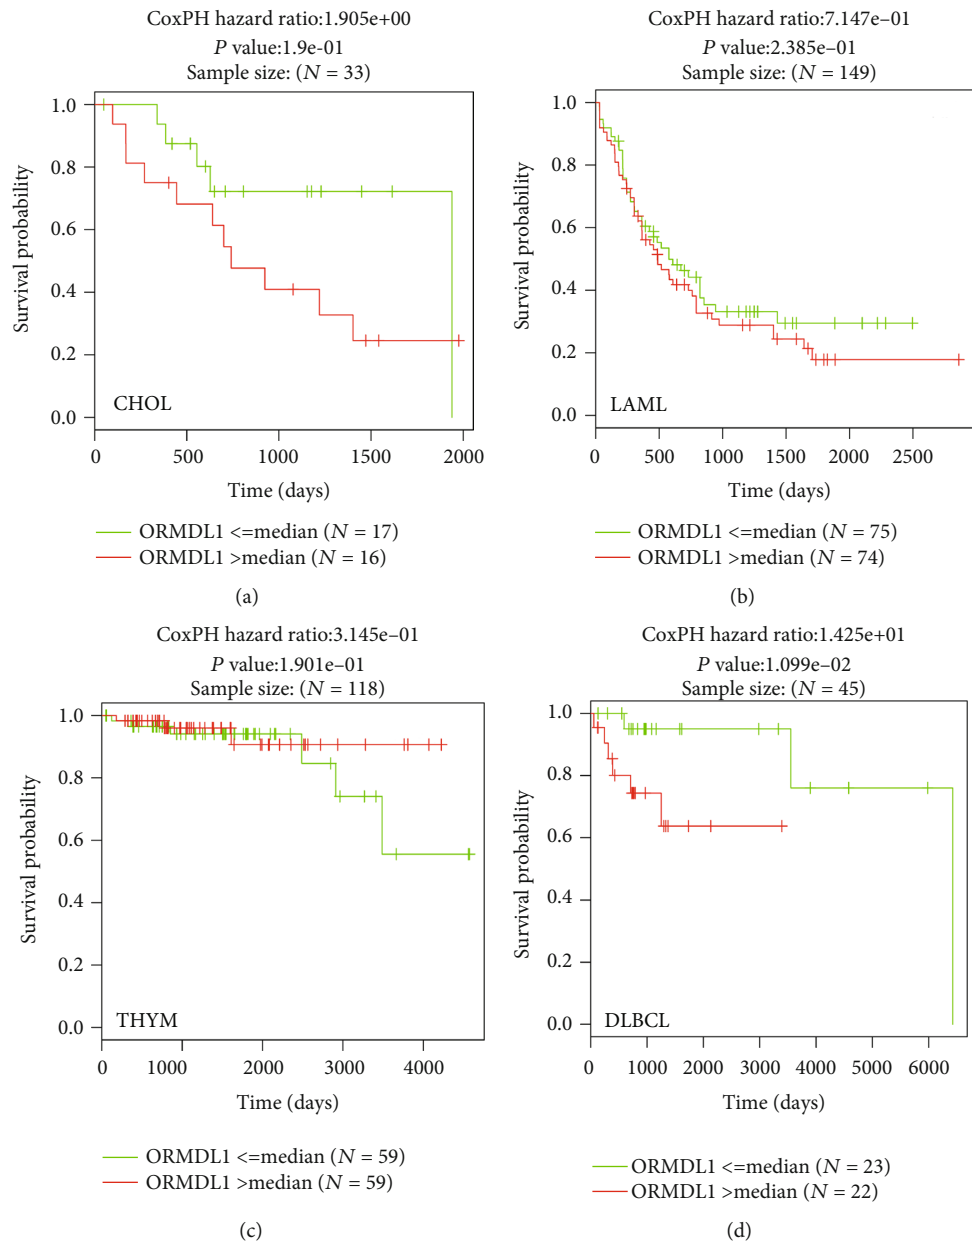 CoxPH hazard ratio:1.905e+00
P value:1.9e-01
Sample size: (N = 33)
1.0
0.8
0.6
0.4
0.2
0.0
Survival probability
CHOL
0 500 1000 1500 2000
Time (days)
ORMDL1 <=median (N = 17)
ORMDL1 >median (N = 16)
(a)
CoxPH hazard ratio:7.147e–01
P value:2.385e–01
Sample size: (N = 149)
1.0
0.8
0.6
0.4
0.2
0.0
Survival probability
LAML
0 500 1000 1500 2000 2500
Time (days)
ORMDL1 <=median (N = 75)
ORMDL1 >median (N = 74)
(b)
CoxPH hazard ratio:3.145e–01
P value:1.901e–01
Sample size: (N = 118)
1.0
0.8
0.6
0.4
0.2
0.0
Survival probability
THYM
0 1000 2000 3000 4000
Time (days)
ORMDL1 <=median (N = 59)
ORMDL1 >median (N = 59)
(c)
CoxPH hazard ratio:1.425e+01
P value:1.099e–02
Sample size: (N = 45)
1.0
0.8
0.6
0.4
0.2
0.0
Survival probability
DLBCL
0 1000 2000 3000 4000 5000 6000
Time (days)
ORMDL1 <=median (N = 23)
ORMDL1 >median (N = 22)
(d)